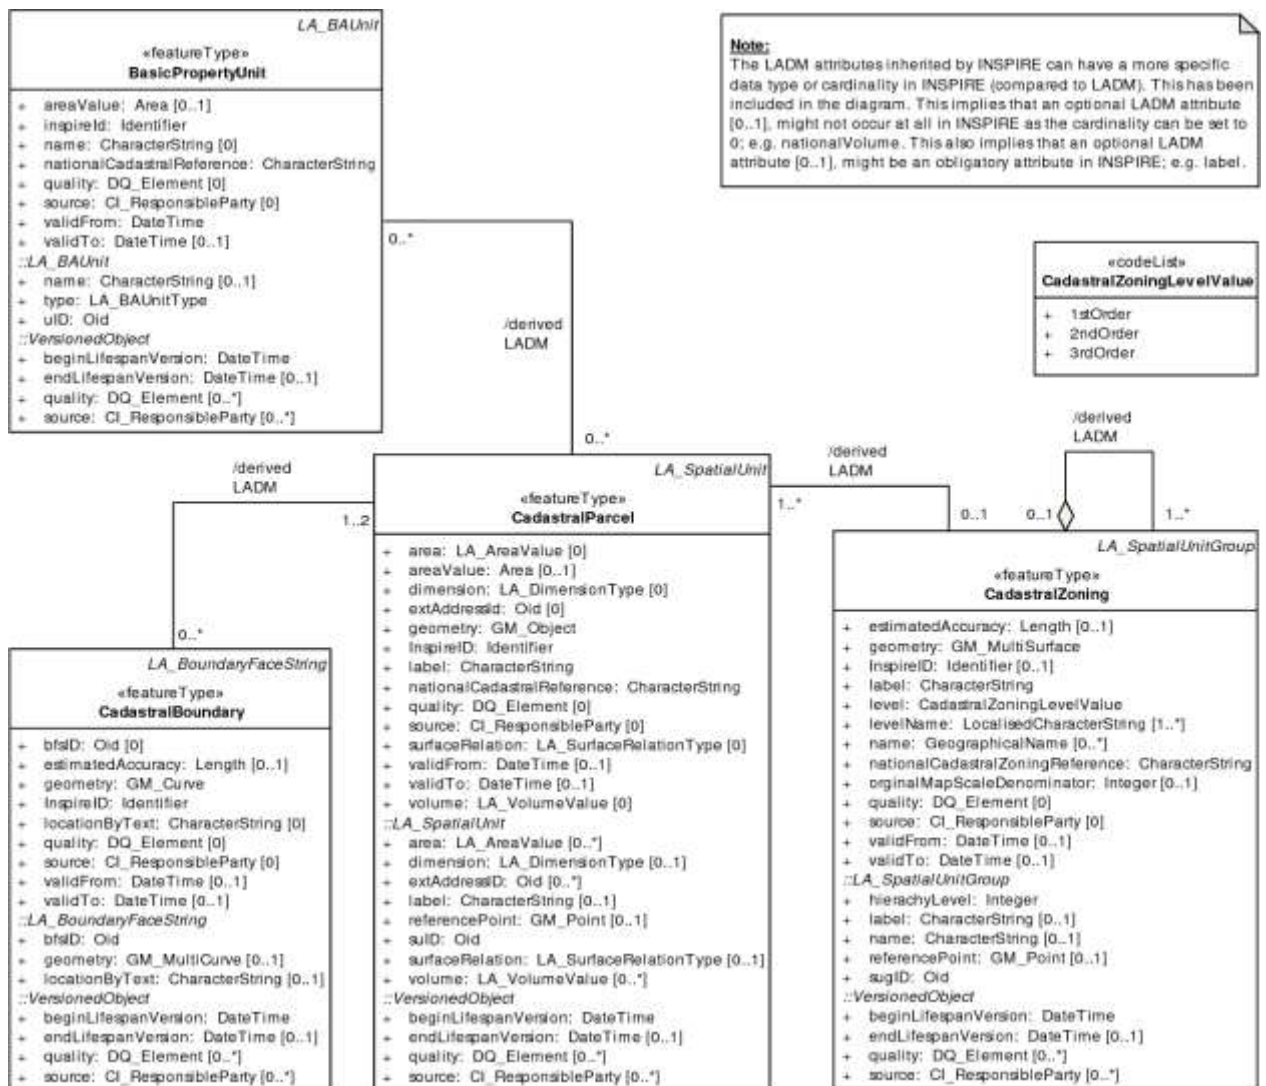 LA_BAUnit
«featureType»
BasicPropertyUnit
+ areaValue: Area [0..1]
+ inspireId: Identifier
+ name: CharacterString [0]
+ nationalCadastralReference: CharacterString
+ quality: DQ_Element [0]
+ source: CI_ResponsibleParty [0]
+ validFrom: DateTime
+ validTo: DateTime [0..1]
::LA_BAUnit
+ name: CharacterString [0..1]
+ type: LA_BAUnitType
+ uID: Oid
::VersionedObject
+ beginLifespanVersion: DateTime
+ endLifespanVersion: DateTime [0..1]
+ quality: DQ_Element [0..*]
+ source: CI_ResponsibleParty [0..*]
Note:
The LADM attributes inherited by INSPIRE can have a more specific
data type or cardinality in INSPIRE (compared to LADM). This has been
included in the diagram. This implies that an optional LADM attribute
[0..1], might not occur at all in INSPIRE as the cardinality can be set to
0; e.g. nationalVolume. This also implies that an optional LADM
attribute [0..1], might be an obligatory attribute in INSPIRE; e.g. label.
0..*
/derived
LADM
0..*
«codeList»
CadastralZoningLevelValue
+ 1stOrder
+ 2ndOrder
+ 3rdOrder
/derived
LADM
0..1
1..*
/derived
LADM
1..*
0..1
/derived
LADM
1..2
0..*
LA_SpatialUnit
«featureType»
CadastralParcel
+ area: LA_AreaValue [0]
+ areaValue: Area [0..1]
+ dimension: LA_DimensionType [0]
+ extAddressId: Oid [0]
+ geometry: GM_Object
+ InspireID: Identifier
+ label: CharacterString
+ nationalCadastralReference: CharacterString
+ quality: DQ_Element [0]
+ source: CI_ResponsibleParty [0]
+ surfaceRelation: LA_SurfaceRelationType [0]
+ validFrom: DateTime [0..1]
+ validTo: DateTime [0..1]
+ volume: LA_VolumeValue [0]
::LA_SpatialUnit
+ area: LA_AreaValue [0..*]
+ dimension: LA_DimensionType [0..1]
+ extAddressID: Oid [0..*]
+ label: CharacterString [0..1]
+ referencePoint: GM_Point [0..1]
+ suID: Oid
+ surfaceRelation: LA_SurfaceRelationType [0..1]
+ volume: LA_VolumeValue [0..*]
::VersionedObject
+ beginLifespanVersion: DateTime
+ endLifespanVersion: DateTime [0..1]
+ quality: DQ_Element [0..*]
+ source: CI_ResponsibleParty [0..*]
LA_BoundaryFaceString
«featureType»
CadastralBoundary
+ bfsID: Oid [0]
+ estimatedAccuracy: Length [0..1]
+ geometry: GM_Curve
+ InspireID: Identifier
+ locationByText: CharacterString [0]
+ quality: DQ_Element [0]
+ source: CI_ResponsibleParty [0]
+ validFrom: DateTime [0..1]
+ validTo: DateTime [0..1]
::LA_BoundaryFaceString
+ bfsID: Oid
+ geometry: GM_MultiCurve [0..1]
+ locationByText: CharacterString [0..1]
::VersionedObject
+ beginLifespanVersion: DateTime
+ endLifespanVersion: DateTime [0..1]
+ quality: DQ_Element [0..*]
+ source: CI_ResponsibleParty [0..*]
LA_SpatialUnitGroup
«featureType»
CadastralZoning
+ estimatedAccuracy: Length [0..1]
+ geometry: GM_MultiSurface
+ InspireID: Identifier [0..1]
+ label: CharacterString
+ level: CadastralZoningLevelValue
+ levelName: LocalisedCharacterString [1..*]
+ name: GeographicalName [0..*]
+ nationalCadastralZoningReference: CharacterString
+ orginalMapScaleDenominator: Integer [0..1]
+ quality: DQ_Element [0]
+ source: CI_ResponsibleParty [0]
+ validFrom: DateTime [0..1]
+ validTo: DateTime [0..1]
::LA_SpatialUnitGroup
+ hierachyLevel: Integer
+ label: CharacterString [0..1]
+ name: CharacterString [0..1]
+ referencePoint: GM_Point [0..1]
+ sugID: Oid
::VersionedObject
+ beginLifespanVersion: DateTime
+ endLifespanVersion: DateTime [0..1]
+ quality: DQ_Element [0..*]
+ source: CI_ResponsibleParty [0..*]